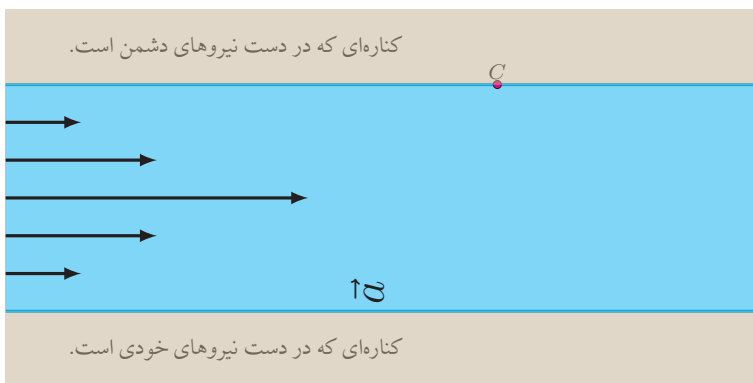 کناره‌ای که در دست نیروهای دشمن است.
C
a
کناره‌ای که در دست نیروهای خودی است.